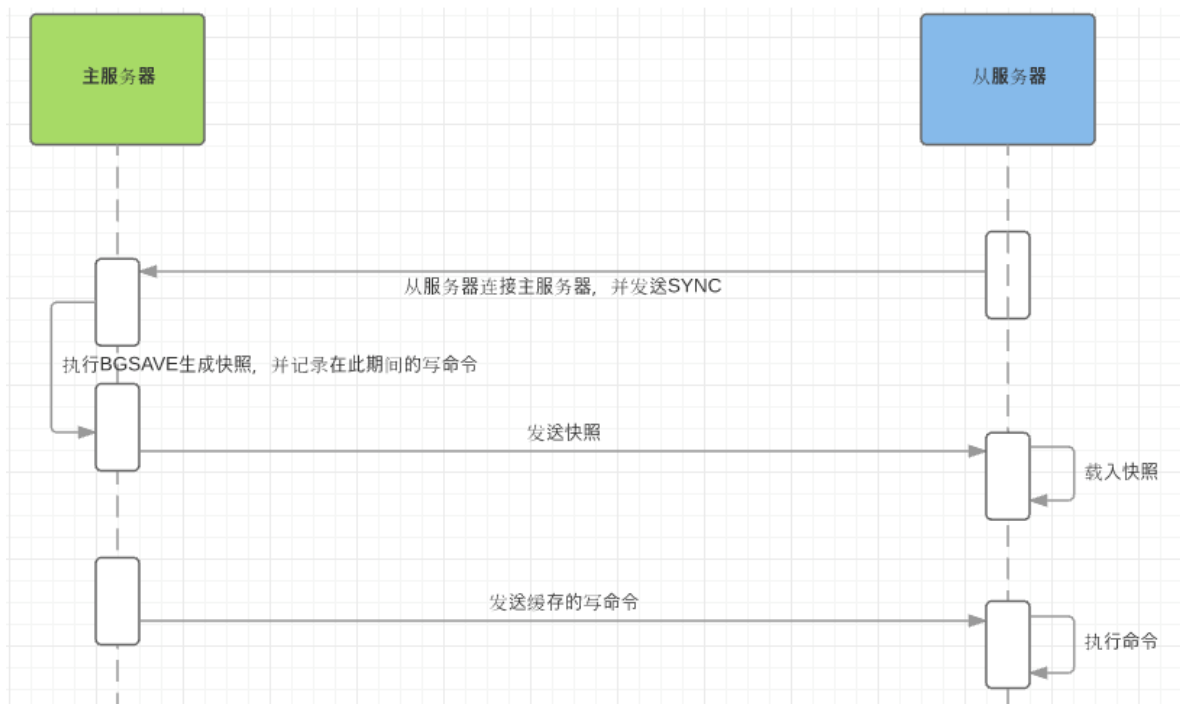 主服务器
从服务器
从服务器连接主服务器，并发送SYNC
执行BGSAVE生成快照，并记录在此期间的写命令
发送快照
载入快照
发送缓存的写命令
执行命令